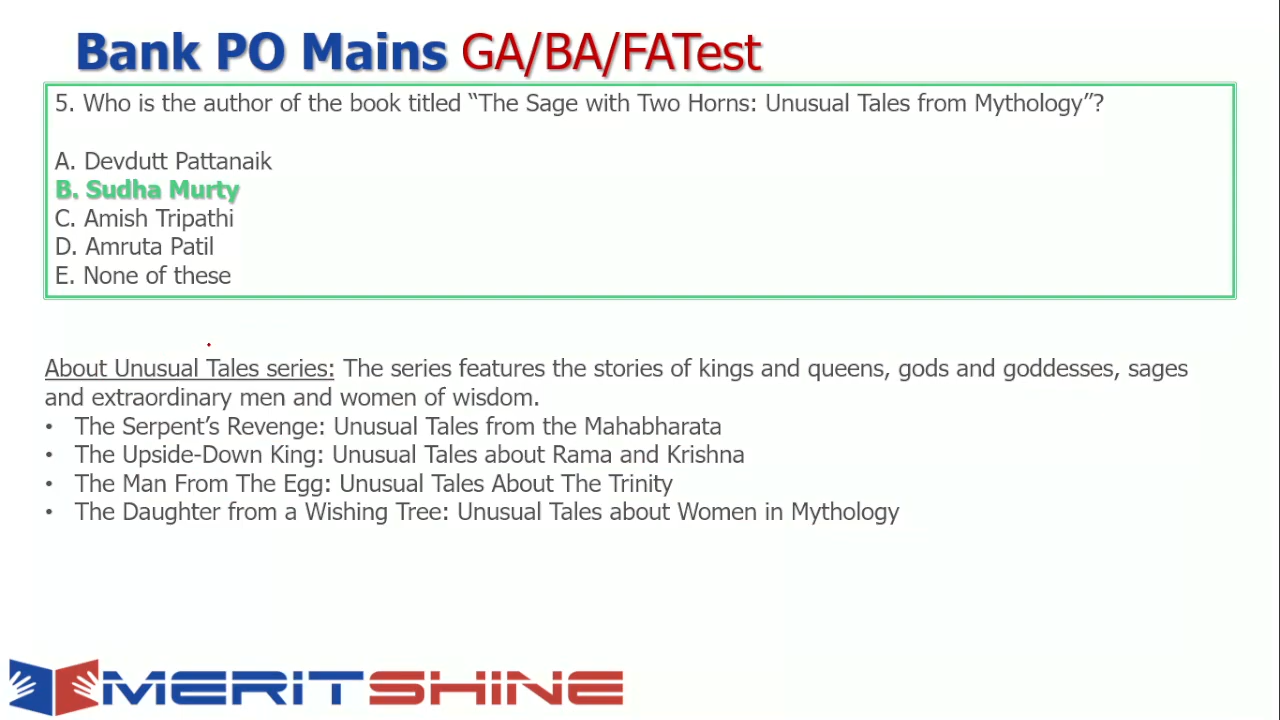 Bank PO Mains GA/BA/FATest
5. Who is the author of the book titled “The Sage with Two Horns: Unusual Tales from Mythology”?
A. Devdutt Pattanaik
B. Sudha Murty
C. Amish Tripathi
D. Amruta Patil
E. None of these
About Unusual Tales series: The series features the stories of kings and queens, gods and goddesses, sages
and extraordinary men and women of wisdom.
• The Serpent’s Revenge: Unusual Tales from the Mahabharata
• The Upside-Down King: Unusual Tales about Rama and Krishna
• The Man From The Egg: Unusual Tales About The Trinity
• The Daughter from a Wishing Tree: Unusual Tales about Women in Mythology
MERITSHINE